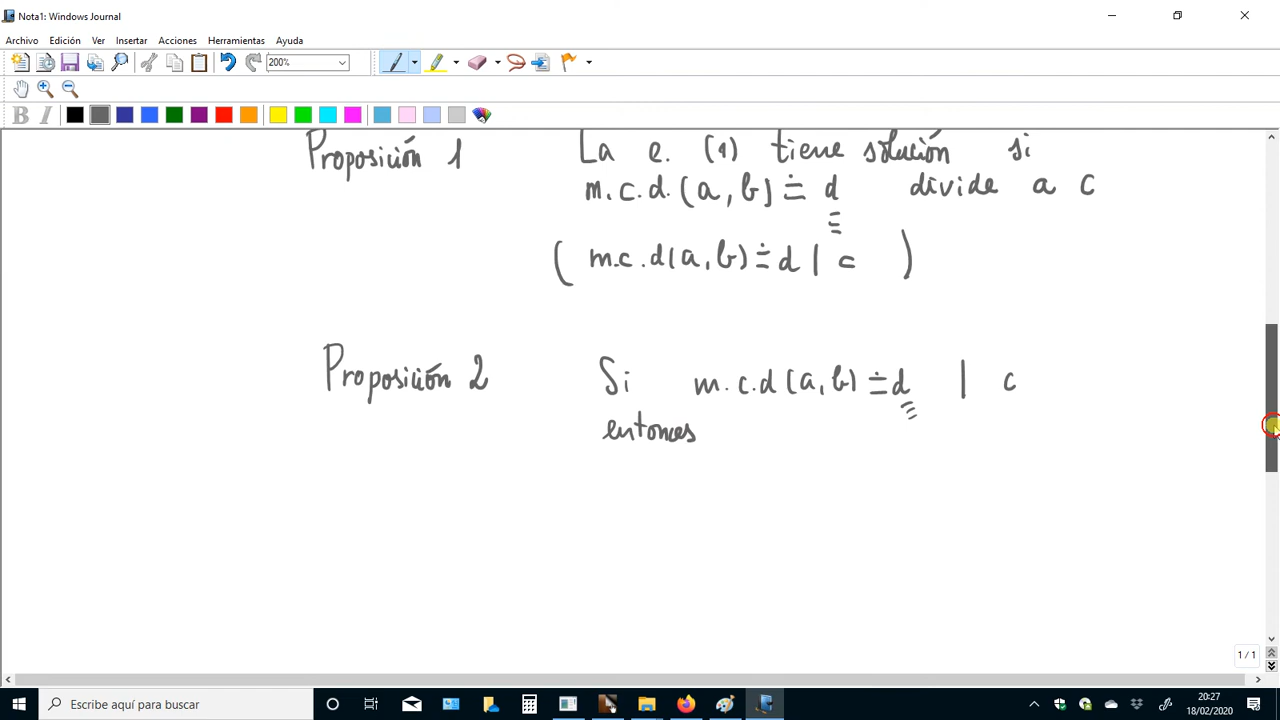 Nota1: Windows Journal
Archivo Edición Ver Insertar Acciones Herramientas Ayuda
200%
B I
Proposición 1 La e. (1) tiene solución si
m.c.d.(a,b) ≐ d divide a c
( m.c.d(a,b) ≐ d | c )
Proposición 2 Si m.c.d(a,b) ≐ d | c
entonces
1/1
Escribe aquí para buscar
20:27
18/02/2020